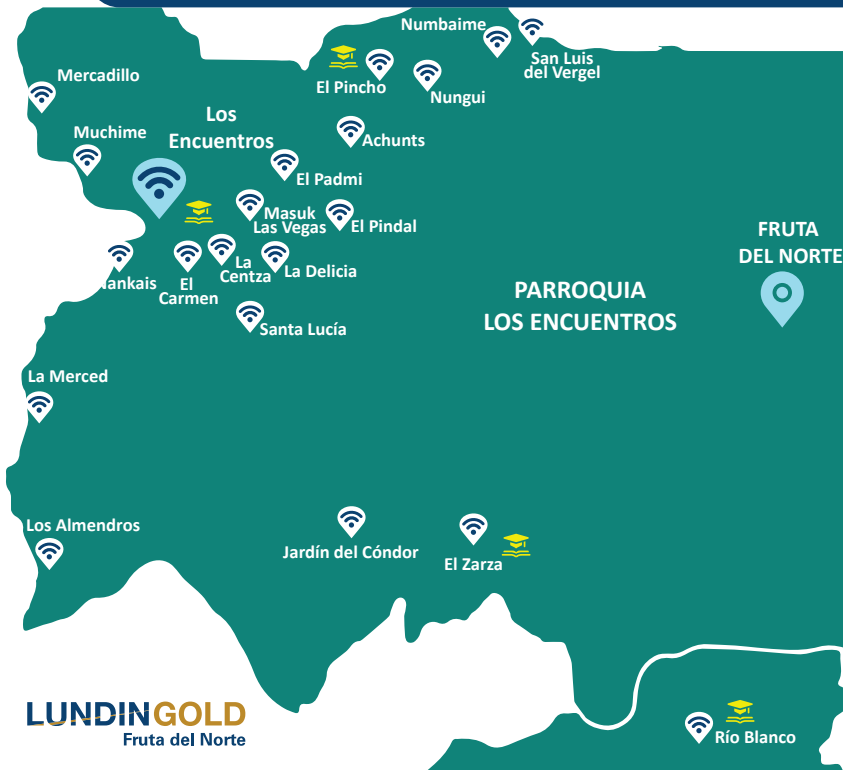 Numbaime
San Luis
del Vergel
Mercadillo
El Pincho
Nungui
Los
Encuentros
Muchime
Achunts
El Padmi
Masuk
Las Vegas
El Pindal
FRUTA
DEL NORTE
Nankais
El
Carmen
La
Centza
La Delicia
PARROQUIA
LOS ENCUENTROS
Santa Lucía
La Merced
Los Almendros
Jardín del Cóndor
El Zarza
LUNDINGOLD
Fruta del Norte
Río Blanco